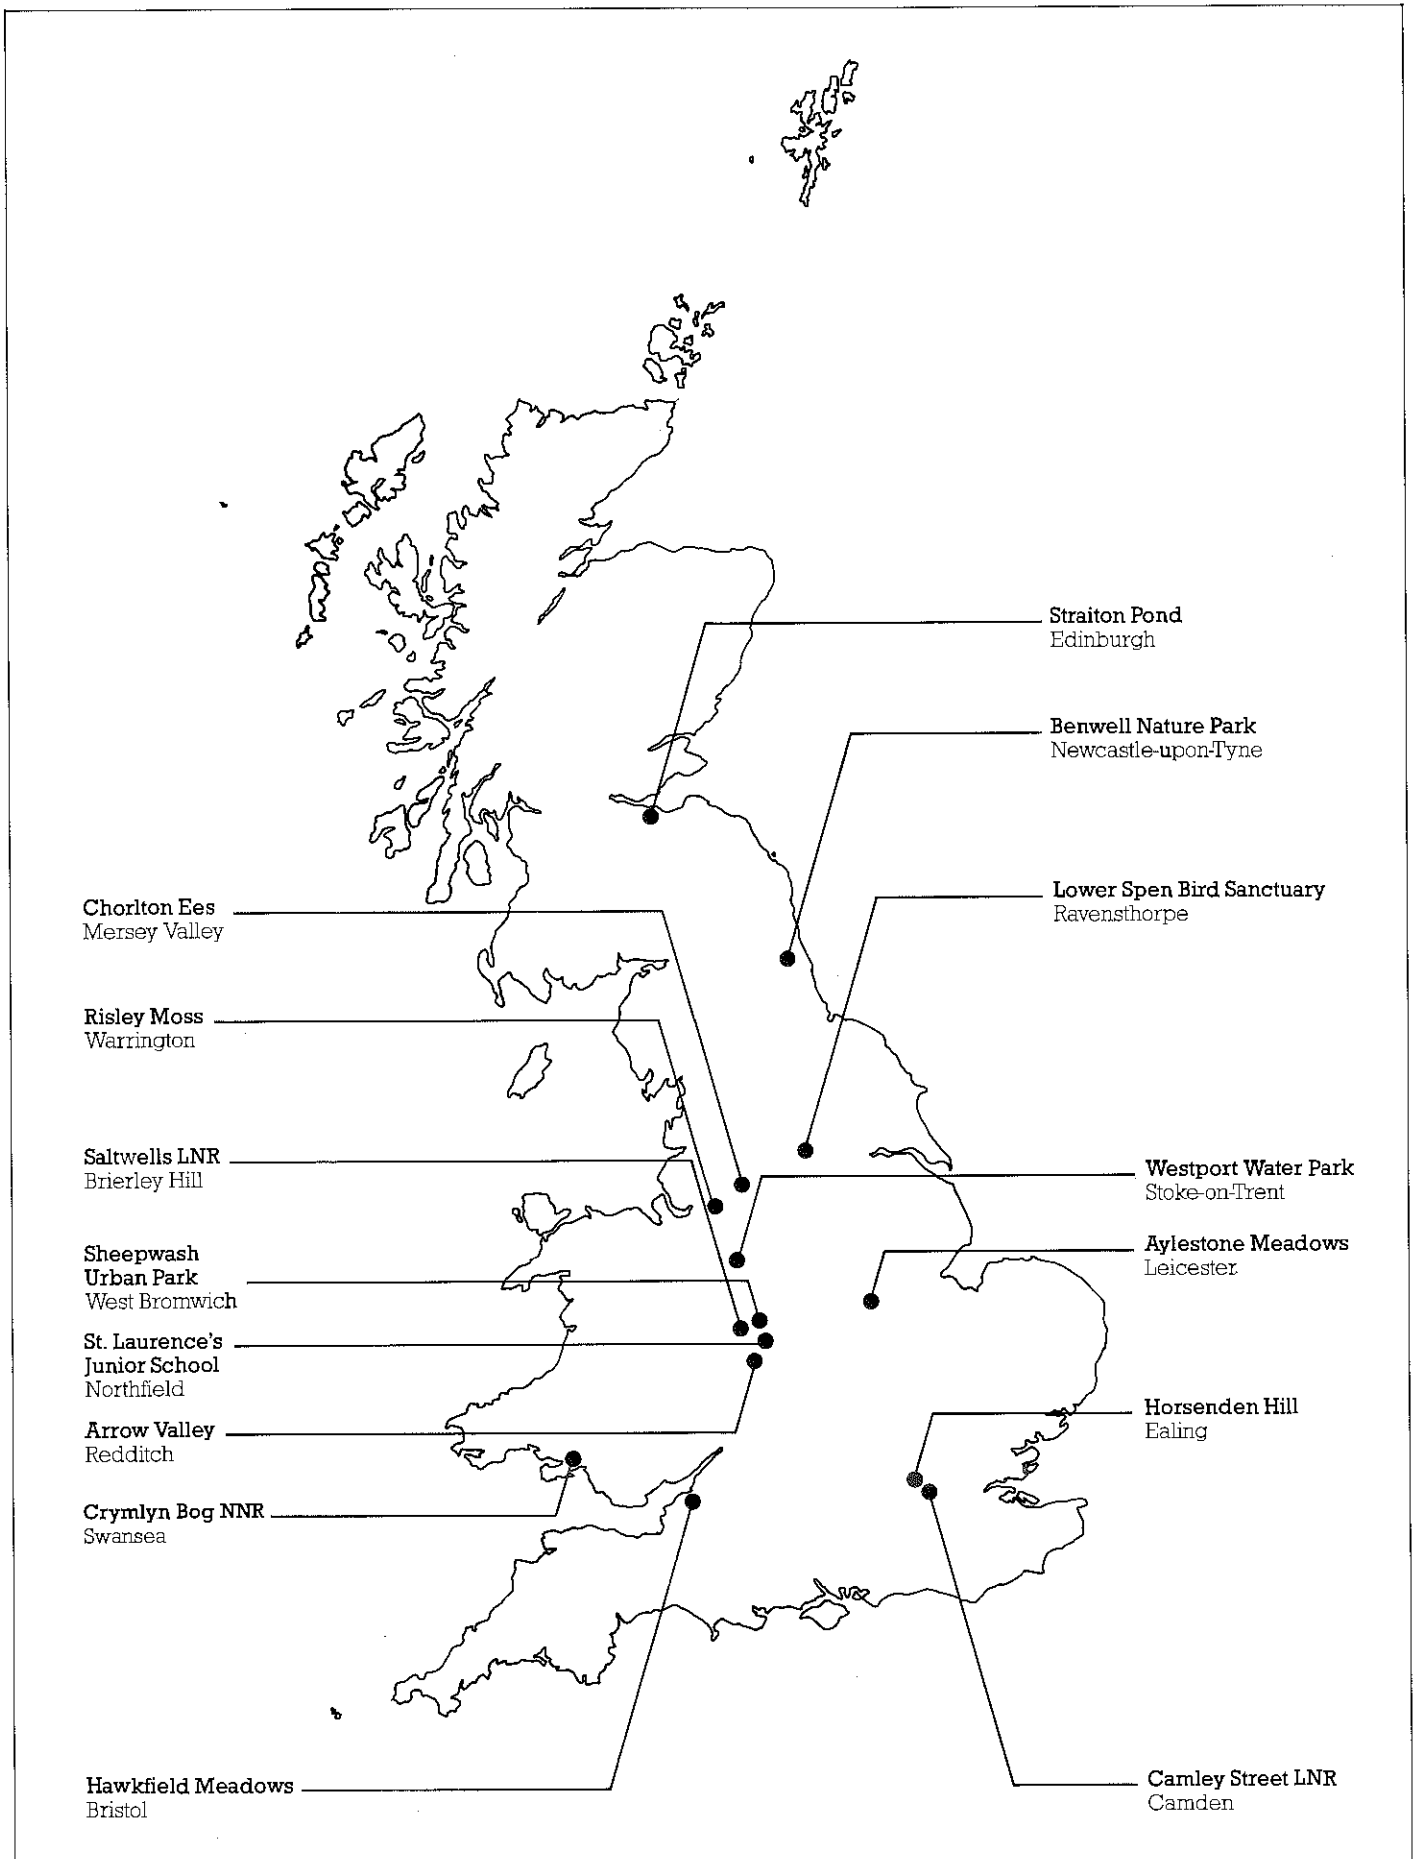 Straiton Pond
Edinburgh
Benwell Nature Park
Newcastle-upon-Tyne
Lower Spen Bird Sanctuary
Ravensthorpe
Chorlton Ees
Mersey Valley
Risley Moss
Warrington
Saltwells LNR
Brierley Hill
Westport Water Park
Stoke-on-Trent
Sheepwash
Urban Park
West Bromwich
Aylestone Meadows
Leicester
St. Laurence's
Junior School
Northfield
Arrow Valley
Redditch
Horsenden Hill
Ealing
Crymlyn Bog NNR
Swansea
Hawkfield Meadows
Bristol
Camley Street LNR
Camden